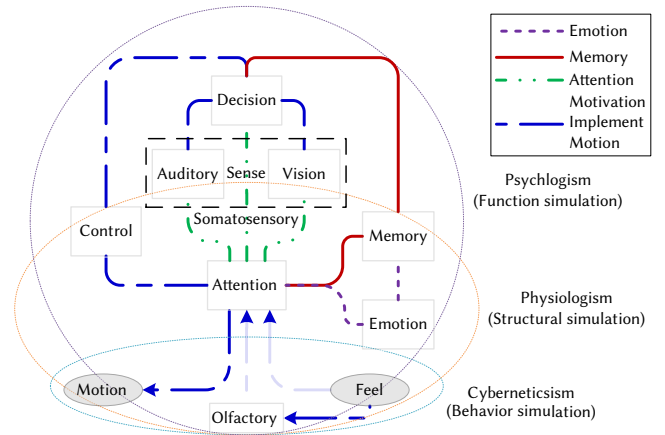 Emotion
Memory
Attention
Motivation
Implement
Motion
Decision
Auditory
Sense
Vision
Somatosensory
Psychlogism
(Function simulation)
Control
Memory
Attention
Physiologism
(Structural simulation)
Emotion
Motion
Feel
Olfactory
Cyberneticsism
(Behavior simulation)